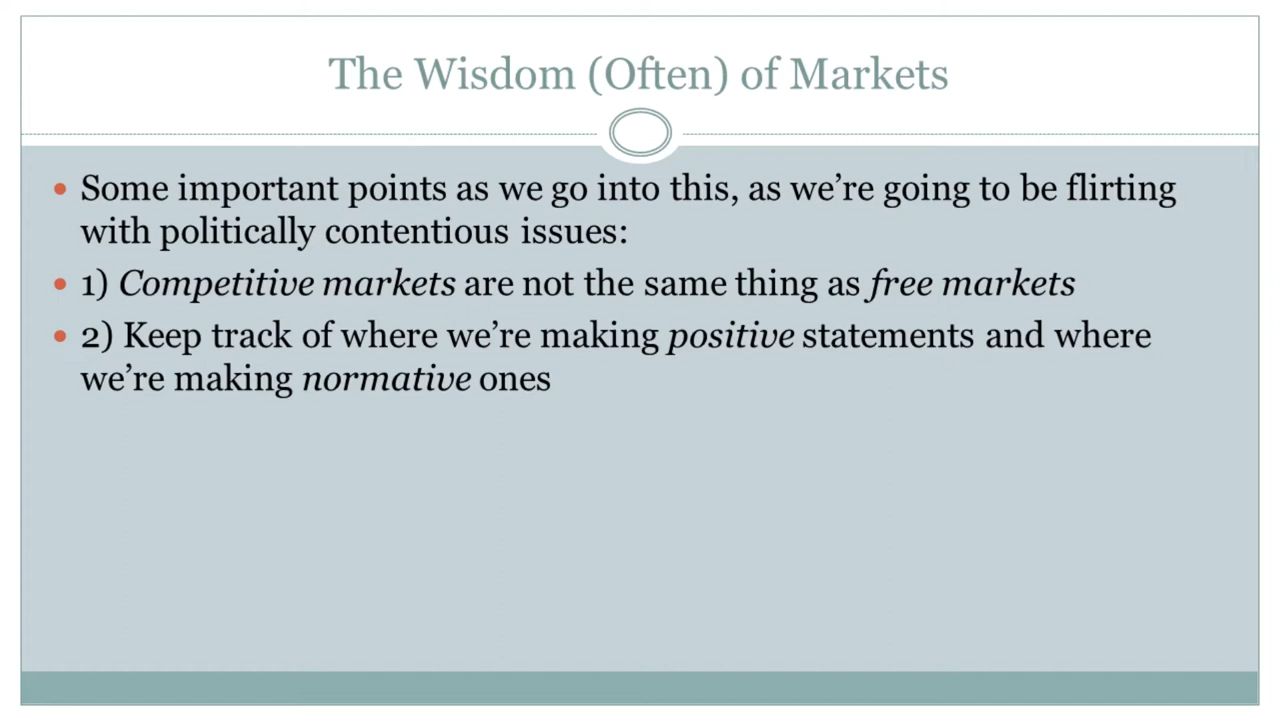 The Wisdom (Often) of Markets
• Some important points as we go into this, as we’re going to be flirting
with politically contentious issues:
• 1) Competitive markets are not the same thing as free markets
• 2) Keep track of where we’re making positive statements and where
we’re making normative ones